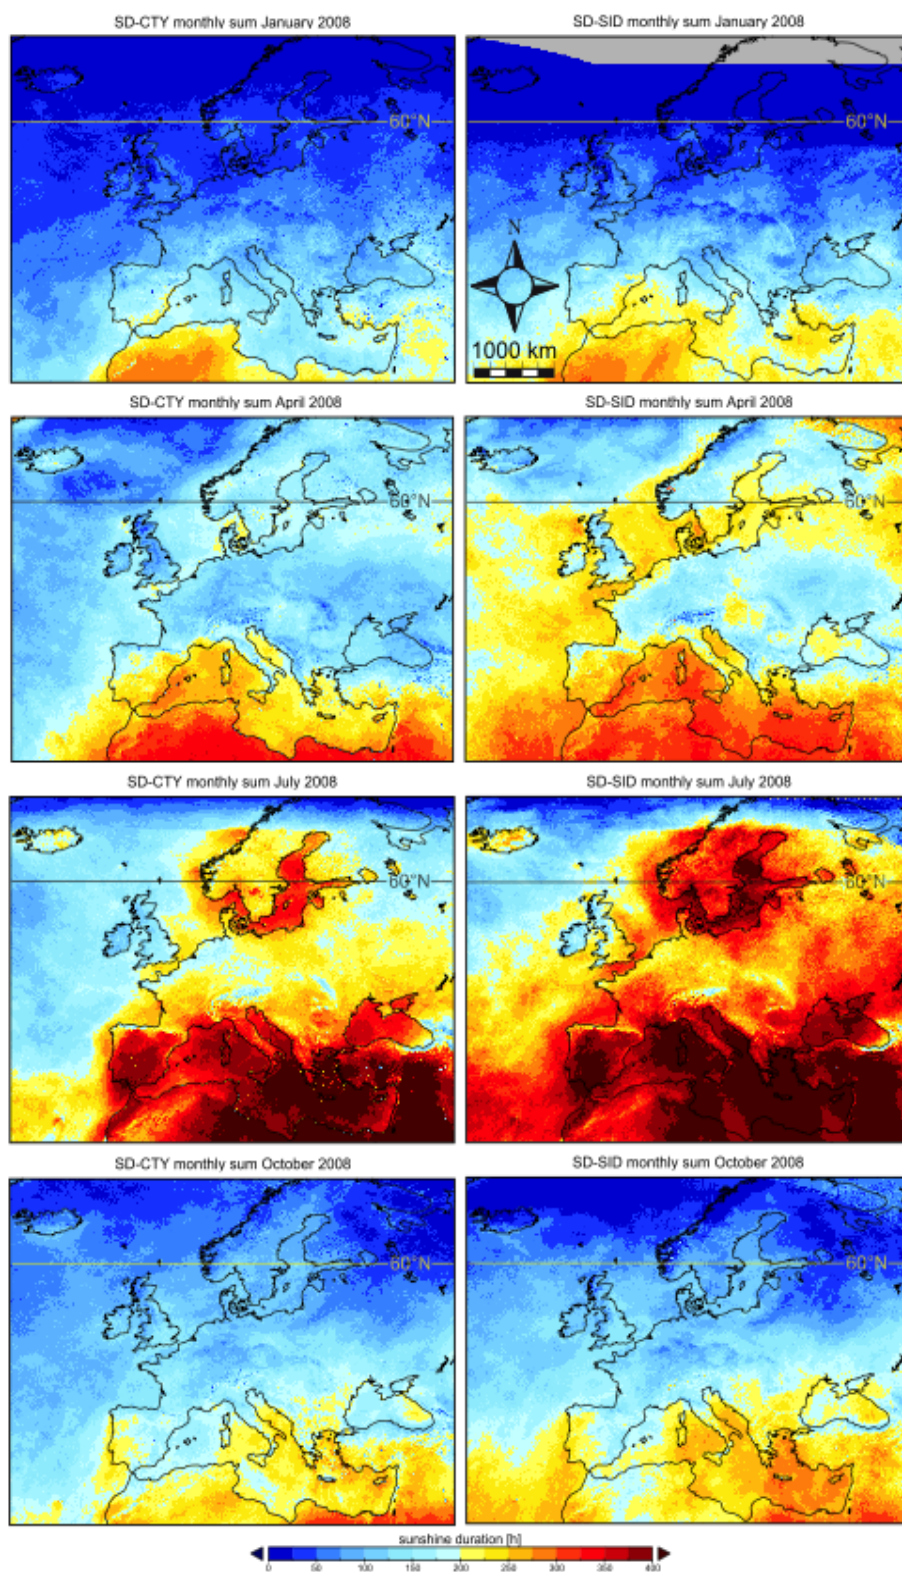 SD-CTY monthly sum January 2008
SD-SID monthly sum January 2008
60°N
60°N
N
1000 km
SD-CTY monthly sum April 2008
SD-SID monthly sum April 2008
60°N
60°N
SD-CTY monthly sum July 2008
SD-SID monthly sum July 2008
60°N
60°N
SD-CTY monthly sum October 2008
SD-SID monthly sum October 2008
60°N
60°N
sunshine duration [h]
0 50 100 150 200 250 300 350 400